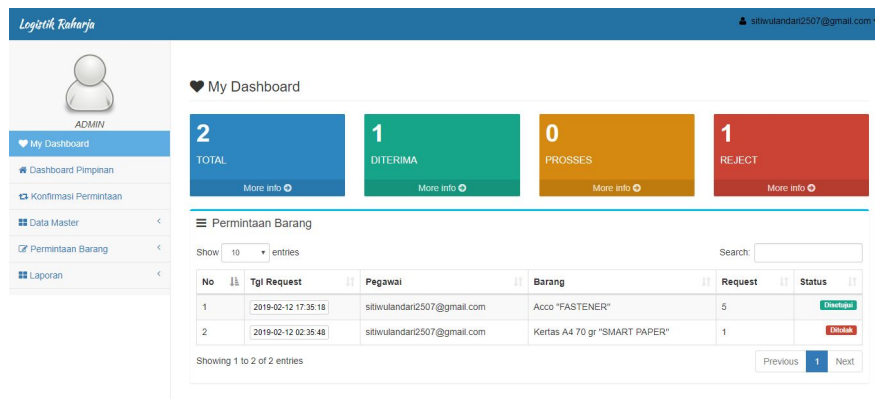 Logistik Raharja
sitiwulandari2507@gmail.com
ADMIN
My Dashboard
Dashboard Pimpinan
Konfirmasi Permintaan
Data Master
Permintaan Barang
Laporan
My Dashboard
2
TOTAL
More info
1
DITERIMA
More info
0
PROSSES
More info
1
REJECT
More info
Permintaan Barang
Show 10 entries Search:
No Tgl Request Pegawai Barang Request Status
1 2019-02-12 17:35:18 sitiwulandari2507@gmail.com Acco "FASTENER" 5 Disetujui
2 2019-02-12 02:35:48 sitiwulandari2507@gmail.com Kertas A4 70 gr "SMART PAPER" 1 Ditolak
Showing 1 to 2 of 2 entries Previous 1 Next